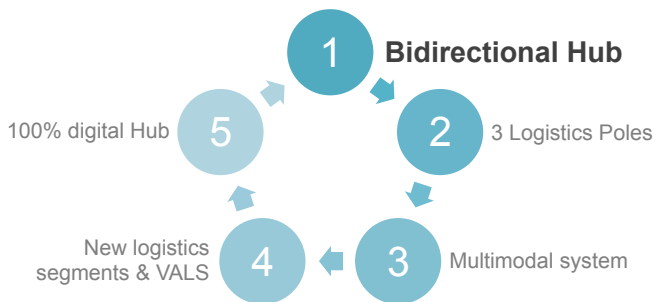 1
Bidirectional Hub
2
3 Logistics Poles
3
Multimodal system
4
New logistics
segments & VALS
5
100% digital Hub